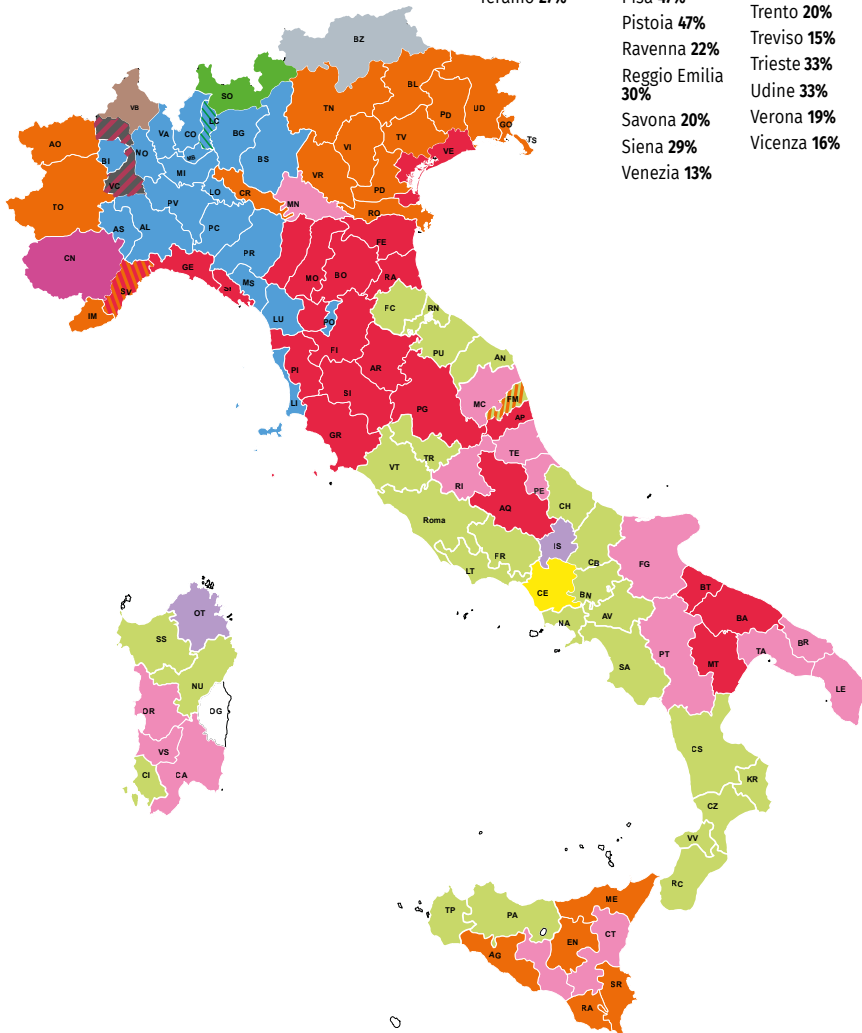 Teramo 27%
Pisa 47%
Pistoia 47%
Ravenna 22%
Reggio Emilia
30%
Savona 20%
Siena 29%
Venezia 13%
Trento 20%
Treviso 15%
Trieste 33%
Udine 33%
Verona 19%
Vicenza 16%
BZ
SO
VB
AO
BI
NO
VA
CO
LC
BG
BS
TN
BL
PD
UD
GO
TS
TV
VI
VR
VE
PD
RO
TO
VC
MI
LO
CR
MN
PV
AS
AL
PC
PR
CN
SV
GE
IM
MS
LU
MO
BO
FE
RA
FC
RN
PO
FI
PU
AN
PI
AR
LI
SI
GR
PG
MC
FM
AP
TE
TR
VT
RI
PE
AQ
CH
Roma
FR
LT
IS
CB
FG
CE
BN
NA
AV
SA
BT
BA
PT
MT
TA
BR
LE
OT
SS
NU
OR
OG
VS
CI
CA
CS
KR
CZ
VV
RC
TP
PA
ME
AG
EN
CT
SR
RA